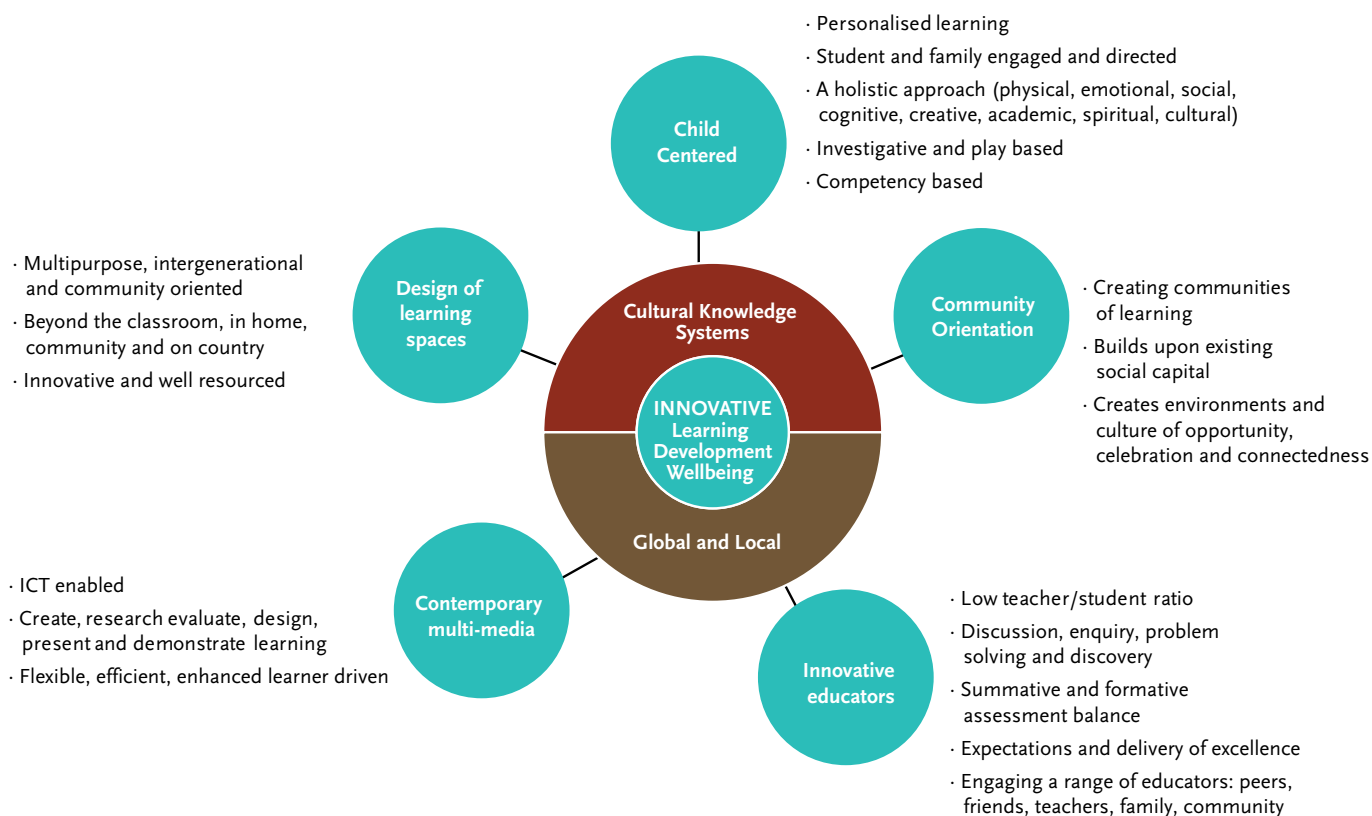 Child
Centered
· Personalised learning
· Student and family engaged and directed
· A holistic approach (physical, emotional, social,
cognitive, creative, academic, spiritual, cultural)
· Investigative and play based
· Competency based
Design of
learning
spaces
· Multipurpose, intergenerational
and community oriented
· Beyond the classroom, in home,
community and on country
· Innovative and well resourced
Cultural Knowledge
Systems
INNOVATIVE
Learning
Development
Wellbeing
Global and Local
Community
Orientation
· Creating communities
of learning
· Builds upon existing
social capital
· Creates environments and
culture of opportunity,
celebration and connectedness
Contemporary
multi-media
· ICT enabled
· Create, research evaluate, design,
present and demonstrate learning
· Flexible, efficient, enhanced learner driven
Innovative
educators
· Low teacher/student ratio
· Discussion, enquiry, problem
solving and discovery
· Summative and formative
assessment balance
· Expectations and delivery of excellence
· Engaging a range of educators: peers,
friends, teachers, family, community